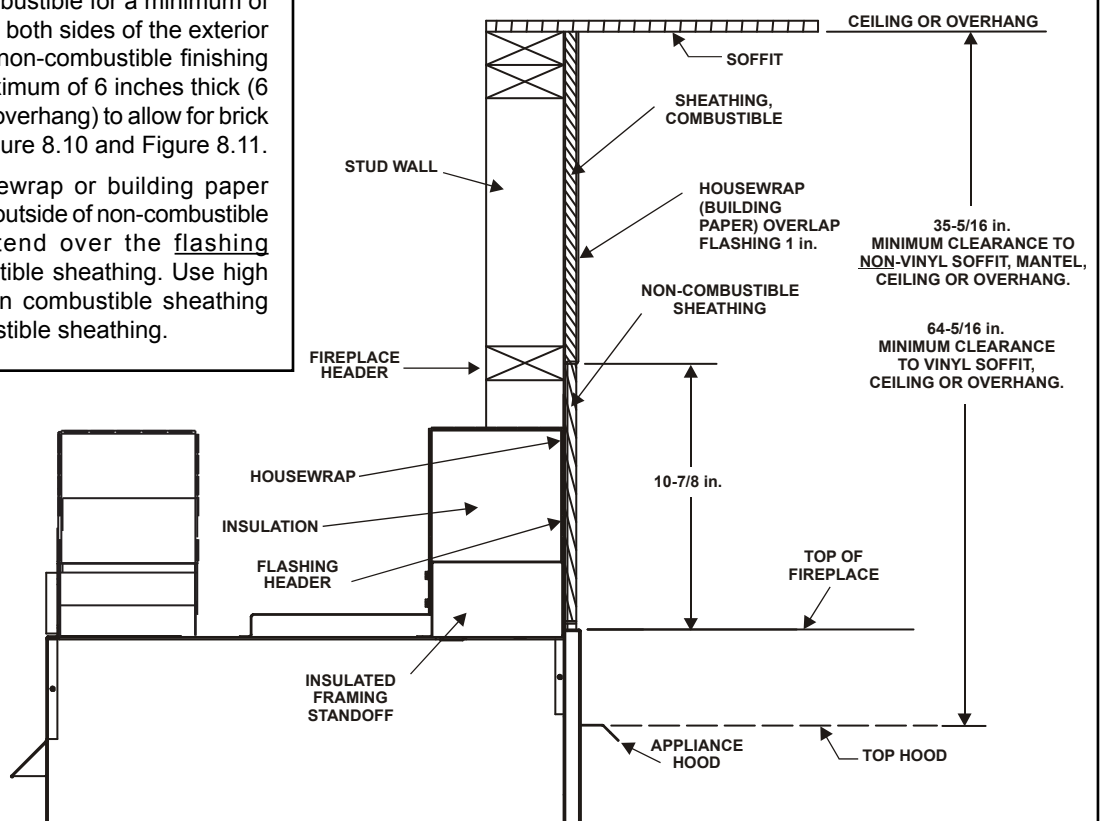 bustible for a minimum of
both sides of the exterior
non-combustible finishing
imum of 6 inches thick (6
overhang) to allow for brick
ure 8.10 and Figure 8.11.
ewrap or building paper
outside of non-combustible
tend over the flashing
tible sheathing. Use high
n combustible sheathing
stible sheathing.
CEILING OR OVERHANG
SOFFIT
SHEATHING,
COMBUSTIBLE
STUD WALL
HOUSEWRAP
(BUILDING
PAPER) OVERLAP
FLASHING 1 in.
35-5/16 in.
MINIMUM CLEARANCE TO
NON-VINYL SOFFIT, MANTEL,
CEILING OR OVERHANG.
NON-COMBUSTIBLE
SHEATHING
64-5/16 in.
MINIMUM CLEARANCE
TO VINYL SOFFIT,
CEILING OR OVERHANG.
FIREPLACE
HEADER
HOUSEWRAP
10-7/8 in.
INSULATION
FLASHING
HEADER
TOP OF
FIREPLACE
INSULATED
FRAMING
STANDOFF
APPLIANCE
HOOD
TOP HOOD